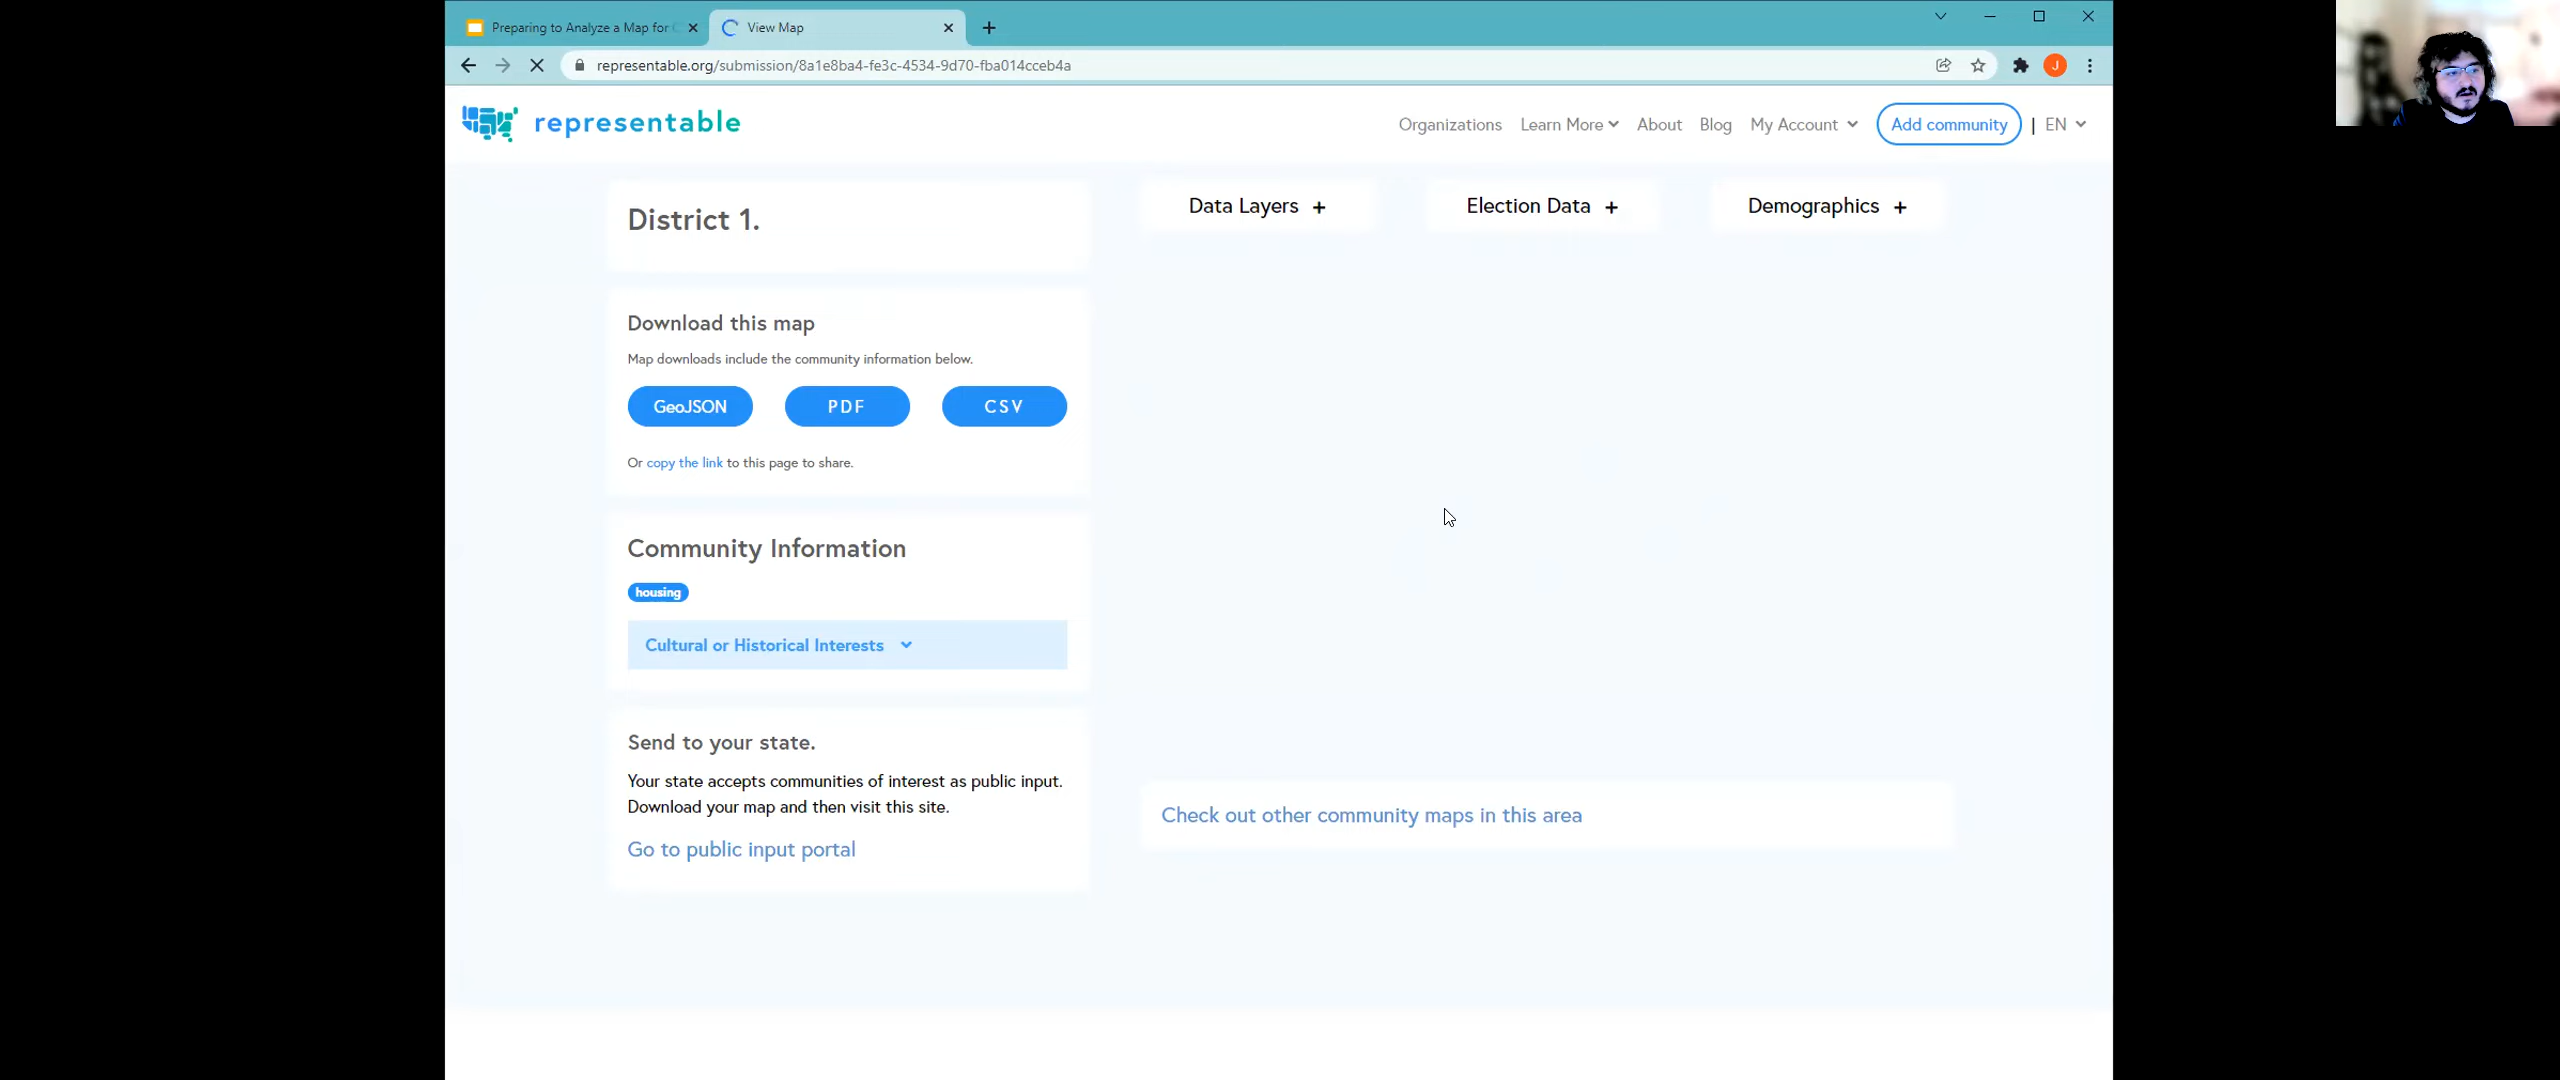 Preparing to Analyze a Map for
View Map
representable.org/submission/8a1e8ba4-fe3c-4534-9d70-fba014cceb4a
J
representable
Organizations
Learn More
About
Blog
My Account
Add community
| EN
District 1.
Data Layers +
Election Data +
Demographics +
Download this map
Map downloads include the community information below.
GeoJSON
PDF
CSV
Or copy the link to this page to share.
Community Information
housing
Cultural or Historical Interests
Send to your state.
Your state accepts communities of interest as public input.
Download your map and then visit this site.
Go to public input portal
Check out other community maps in this area